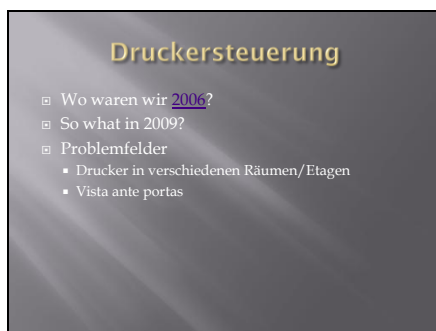 Druckersteuerung
Wo waren wir 2006?
So what in 2009?
Problemfelder
Drucker in verschiedenen Räumen/Etagen
Vista ante portas